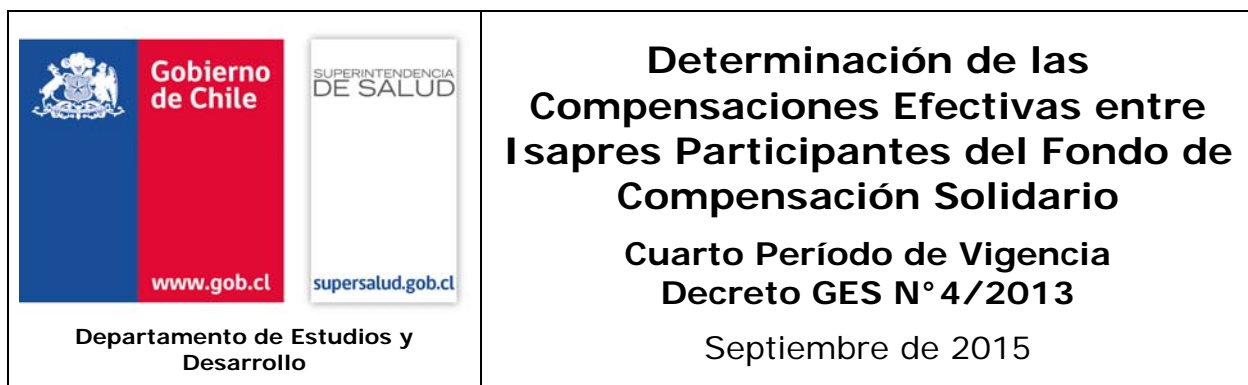 Gobierno
de Chile
www.gob.cl
SUPERINTENDENCIA
DE SALUD
supersalud.gob.cl
Departamento de Estudios y
Desarrollo
Determinación de las
Compensaciones Efectivas entre
Isapres Participantes del Fondo de
Compensación Solidario
Cuarto Período de Vigencia
Decreto GES N°4/2013
Septiembre de 2015